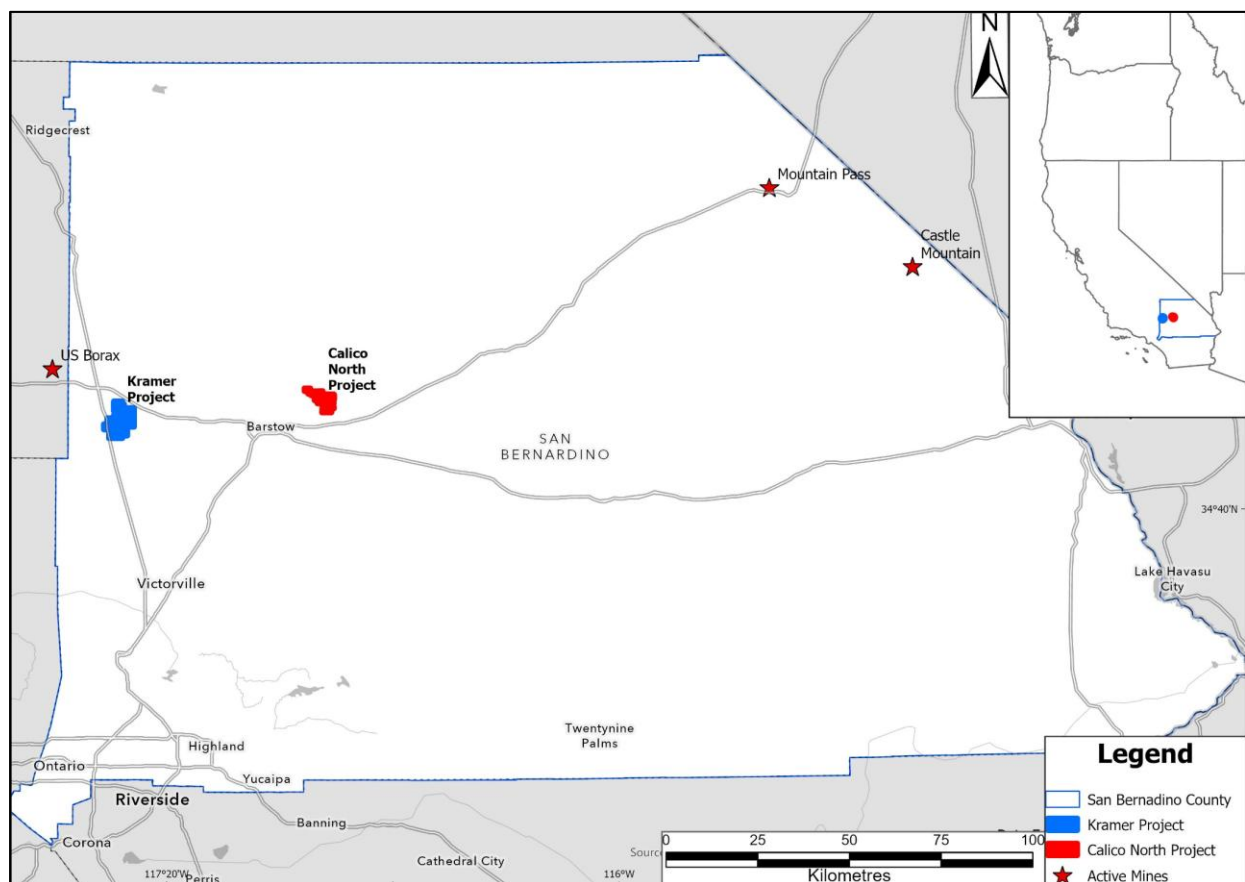 N
Ridgecrest
Mountain Pass
Castle
Mountain
US Borax
Kramer
Project
Calico
North
Project
Barstow
SAN
BERNARDINO
34°40'N
Victorville
Lake Havasu
City
Twentynine
Palms
Highland
Ontario
Yucaipa
Riverside
Banning
Corona
Cathedral City
117°20'W
Perris
116°W
Source
0 25 50 75 100
Kilometres
Legend
San Bernadino County
Kramer Project
Calico North Project
Active Mines